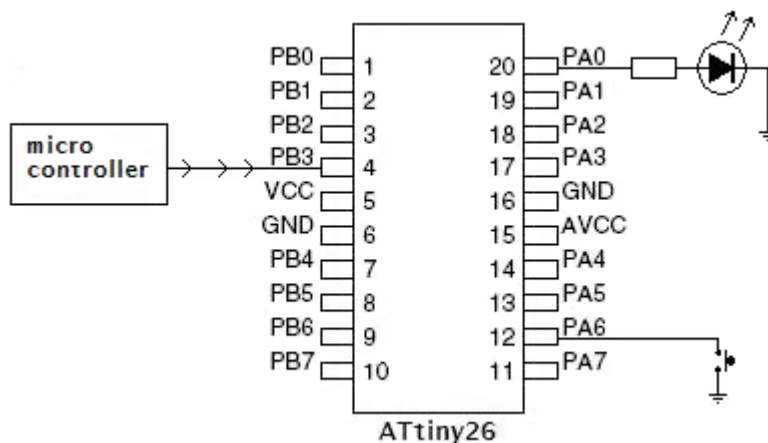 PB0 1 20 PA0
PB1 2 19 PA1
PB2 3 18 PA2
micro
controller
PB3 4 17 PA3
VCC 5 16 GND
GND 6 15 AVCC
PB4 7 14 PA4
PB5 8 13 PA5
PB6 9 12 PA6
PB7 10 11 PA7
ATtiny26